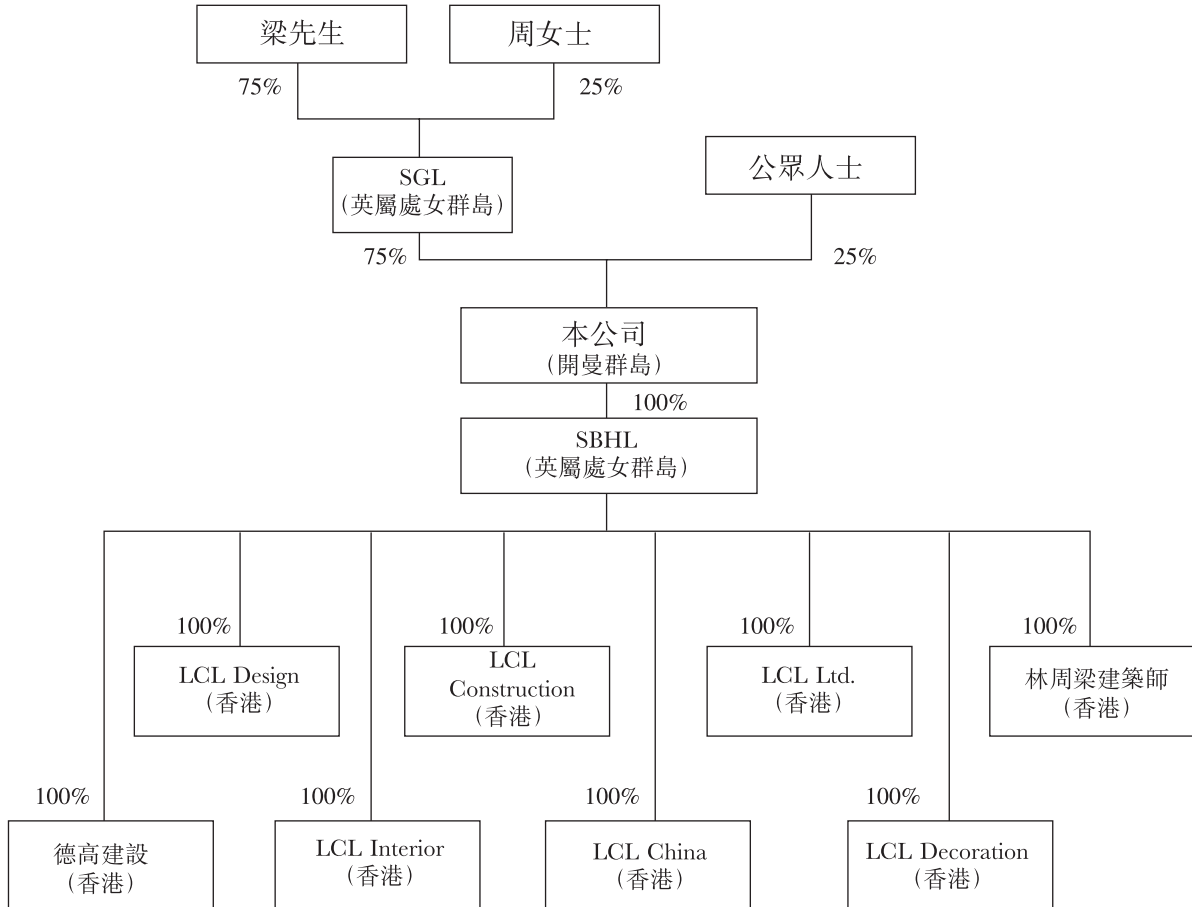 梁先生
周女士
75%
25%
SGL
(英屬處女群島)
公眾人士
75%
25%
本公司
(開曼群島)
100%
SBHL
(英屬處女群島)
100%
100%
100%
100%
LCL Design
(香港)
LCL
Construction
(香港)
LCL Ltd.
(香港)
林周梁建築師
(香港)
100%
100%
100%
100%
德高建設
(香港)
LCL Interior
(香港)
LCL China
(香港)
LCL Decoration
(香港)